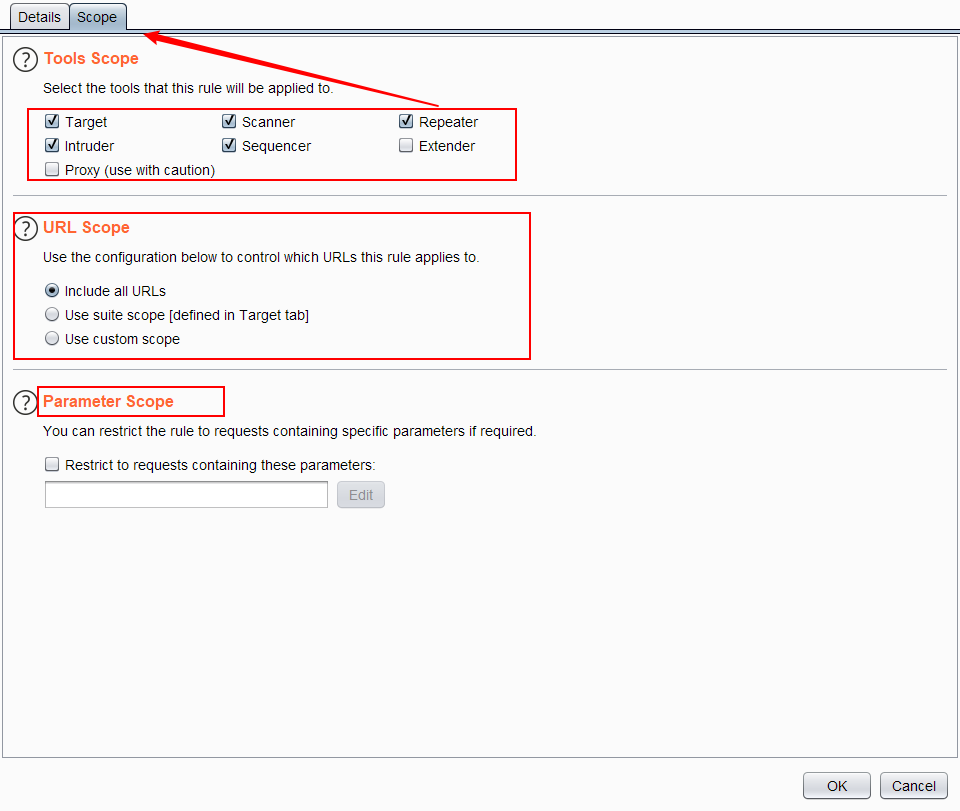 Details Scope
? Tools Scope
Select the tools that this rule will be applied to.
Target Scanner Repeater
Intruder Sequencer Extender
Proxy (use with caution)
? URL Scope
Use the configuration below to control which URLs this rule applies to.
Include all URLs
Use suite scope [defined in Target tab]
Use custom scope
? Parameter Scope
You can restrict the rule to requests containing specific parameters if required.
Restrict to requests containing these parameters:
Edit
OK Cancel